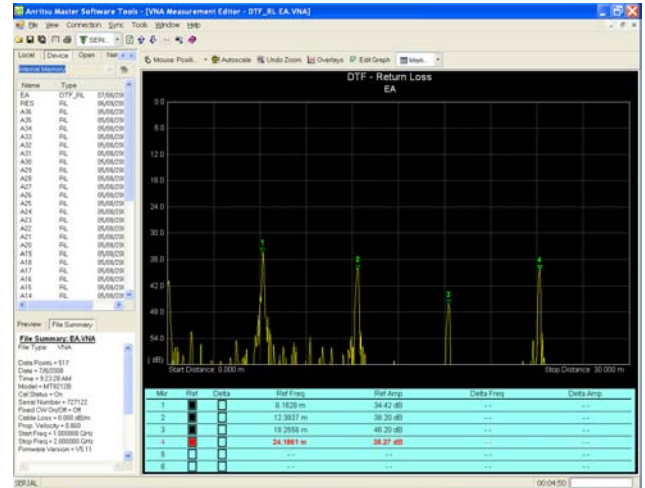 Anritsu Master Software Tools - [VNA Measurement Editor - DTF_RL EA.VNA]
File View Connection Sync Tools Window Help
Local Device Open
Mouse Autoscale Undo Zoom Overlays Edit Graph
Internal Memory
Name Type
EA DTF_RL
RES RL
A36 RL
A35 RL
A34 RL
A33 RL
A32 RL
A31 RL
A30 RL
A29 RL
A28 RL
A27 RL
A26 RL
A25 RL
A24 RL
A23 RL
A22 RL
A21 RL
A20 RL
A19 RL
A18 RL
A17 RL
A16 RL
A15 RL
A14 RL
Preview File Summary
File Summary: EA.VNA
File Type VNA
Data Points = 517
Date = 7/8/2008
Time = 9:23:28 AM
Model = MT8212B
Cal Status = On
Serial Number = 727122
Fixed CW On/Off = Off
Cable Loss = 0.000 dB/m
Prop. Velocity = 0.860
Start Freq = 1.000000 GHz
Stop Freq = 2.000000 GHz
Firmware Version = V5.11
DTF - Return Loss
EA
0.0
6.0
12.0
18.0
24.0
36.0
42.0
48.0
54.0
(dB)
1
2
3
4
Start Distance 0.000 m
Stop Distance 30.000 m
Mkr Ref Delta Ref Freq Ref Amp Delta Freq Delta Amp
1 6.1628 m 34.42 dB -- --
2 12.3837 m 38.20 dB -- --
3 18.2558 m 46.20 dB -- --
4 24.1861 m 38.27 dB -- --
5 -- -- -- --
6 -- -- -- --
SERIAL
00:04:50